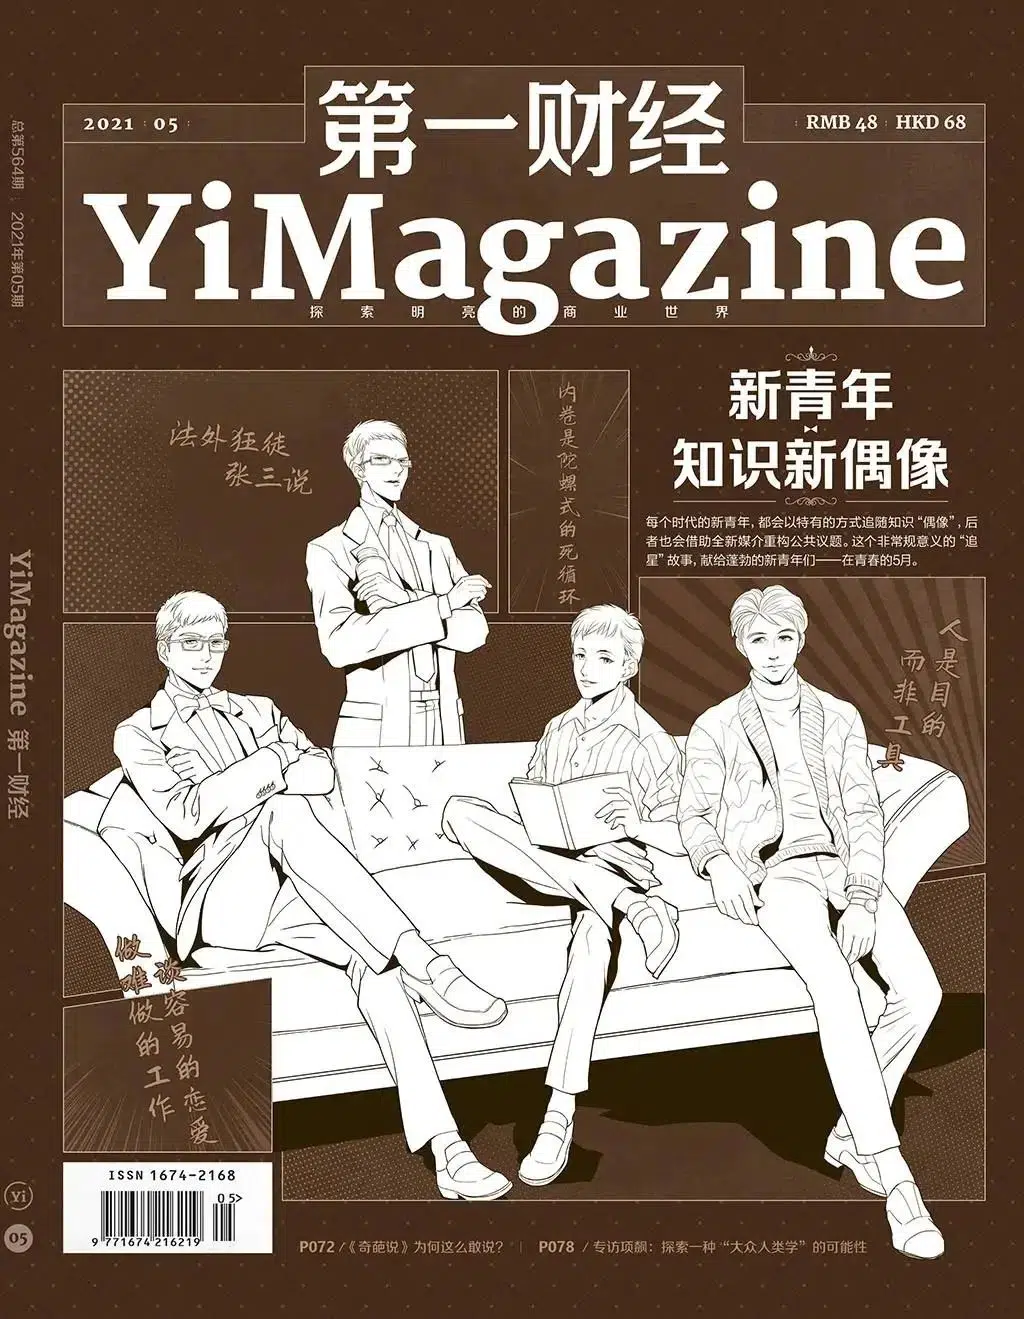 2021 05
第一财经
RMB 48 HKD 68
YiMagazine
探索明亮的商业世界
总第564期 2021年第05期
YiMagazine 第一财经
Yi
05
新青年
知识新偶像
每个时代的新青年，都会以特有的方式追随知识“偶像”，后
者也会借助全新媒介重构公共议题。这个非常规意义的“追
星”故事，献给蓬勃的新青年们——在青春的5月。
法外狂徒
张三说
内卷是陀螺式的死循环
人是目的
而非工具
谈容易的恋爱
做难做的工作
ISSN 1674-2168
05>
9 771674 216219
P072 /《奇葩说》为何这么敢说？ | P078 / 专访项飙：探索一种“大众人类学”的可能性